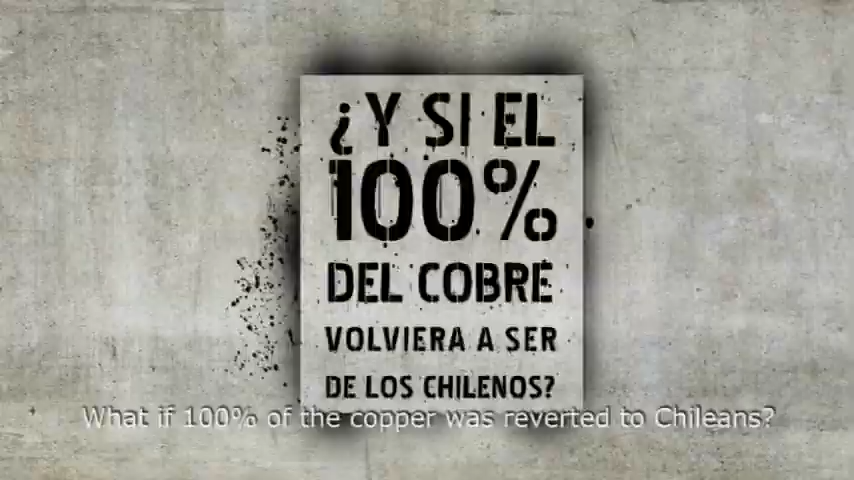 ¿Y SI EL
100%
DEL COBRE
VOLVIERA A SER
DE LOS CHILENOS?
What if 100% of the copper was reverted to Chileans?